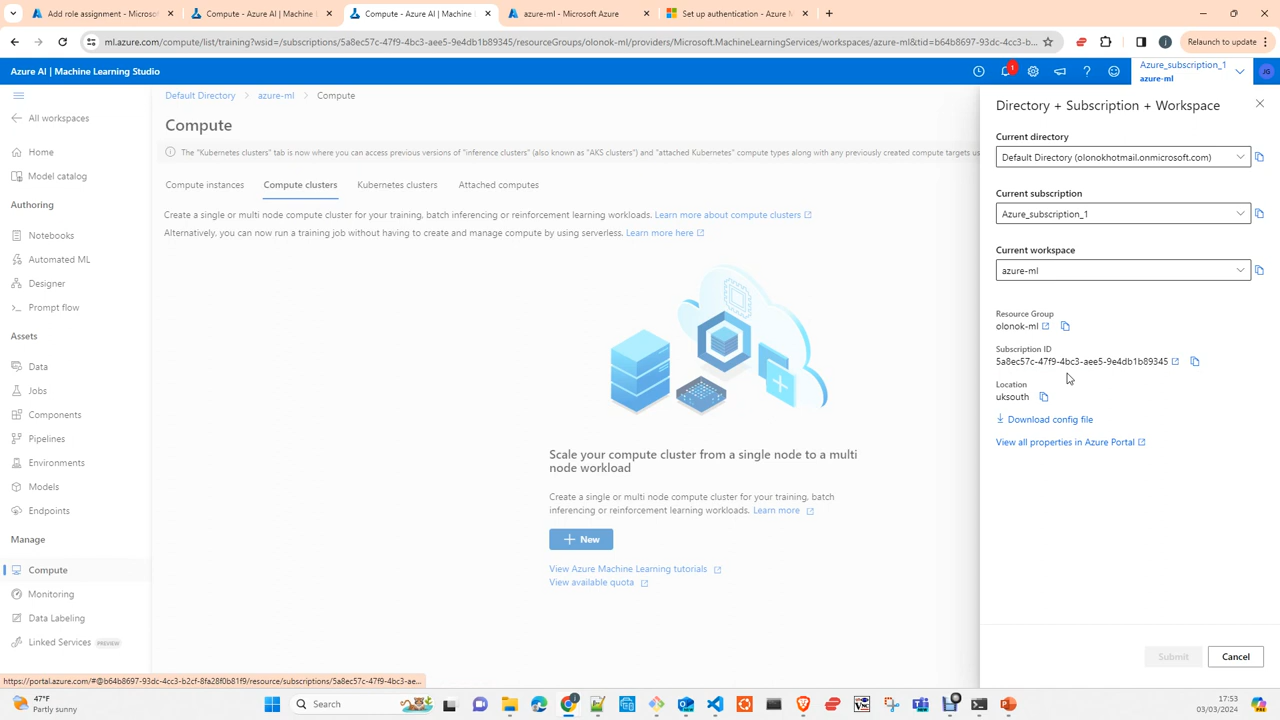 Add role assignment - Microsof
Compute - Azure AI | Machine L
Compute - Azure AI | Machine L
azure-ml - Microsoft Azure
Set up authentication - Azure M
ml.azure.com/compute/list/training?wsid=/subscriptions/5a8ec57c-47f9-4bc3-aee5-9e4db1b89345/resourceGroups/olonok-ml/providers/Microsoft.MachineLearningServices/workspaces/azure-ml&tid=b64b8697-93dc-4cc3-b...
Relaunch to update
Azure AI | Machine Learning Studio
1
Azure_subscription_1
azure-ml
JG
All workspaces
Home
Model catalog
Authoring
Notebooks
Automated ML
Designer
Prompt flow
Assets
Data
Jobs
Components
Pipelines
Environments
Models
Endpoints
Manage
Compute
Monitoring
Data Labeling
Linked Services PREVIEW
Default Directory > azure-ml > Compute
Compute
The "Kubernetes clusters" tab is now where you can access previous versions of "inference clusters" (also known as "AKS clusters") and "attached Kubernetes" compute types along with any previously created compute targets us
Compute instances
Compute clusters
Kubernetes clusters
Attached computes
Create a single or multi node compute cluster for your training, batch inferencing or reinforcement learning workloads. Learn more about compute clusters
Alternatively, you can now run a training job without having to create and manage compute by using serverless. Learn more here
Scale your compute cluster from a single node to a multi
node workload
Create a single or multi node compute cluster for your training, batch
inferencing or reinforcement learning workloads. Learn more
New
View Azure Machine Learning tutorials
View available quota
Directory + Subscription + Workspace
Current directory
Default Directory (olonokhotmail.onmicrosoft.com)
Current subscription
Azure_subscription_1
Current workspace
azure-ml
Resource Group
olonok-ml
Subscription ID
5a8ec57c-47f9-4bc3-aee5-9e4db1b89345
Location
uksouth
Download config file
View all properties in Azure Portal
Submit
Cancel
https://portal.azure.com/#@b64b8697-93dc-4cc3-b2cf-8fa28f0b81f9/resource/subscriptions/5a8ec57c-47f9-4bc3-ae...
47°F
Partly sunny
Search
17:53
03/03/2024